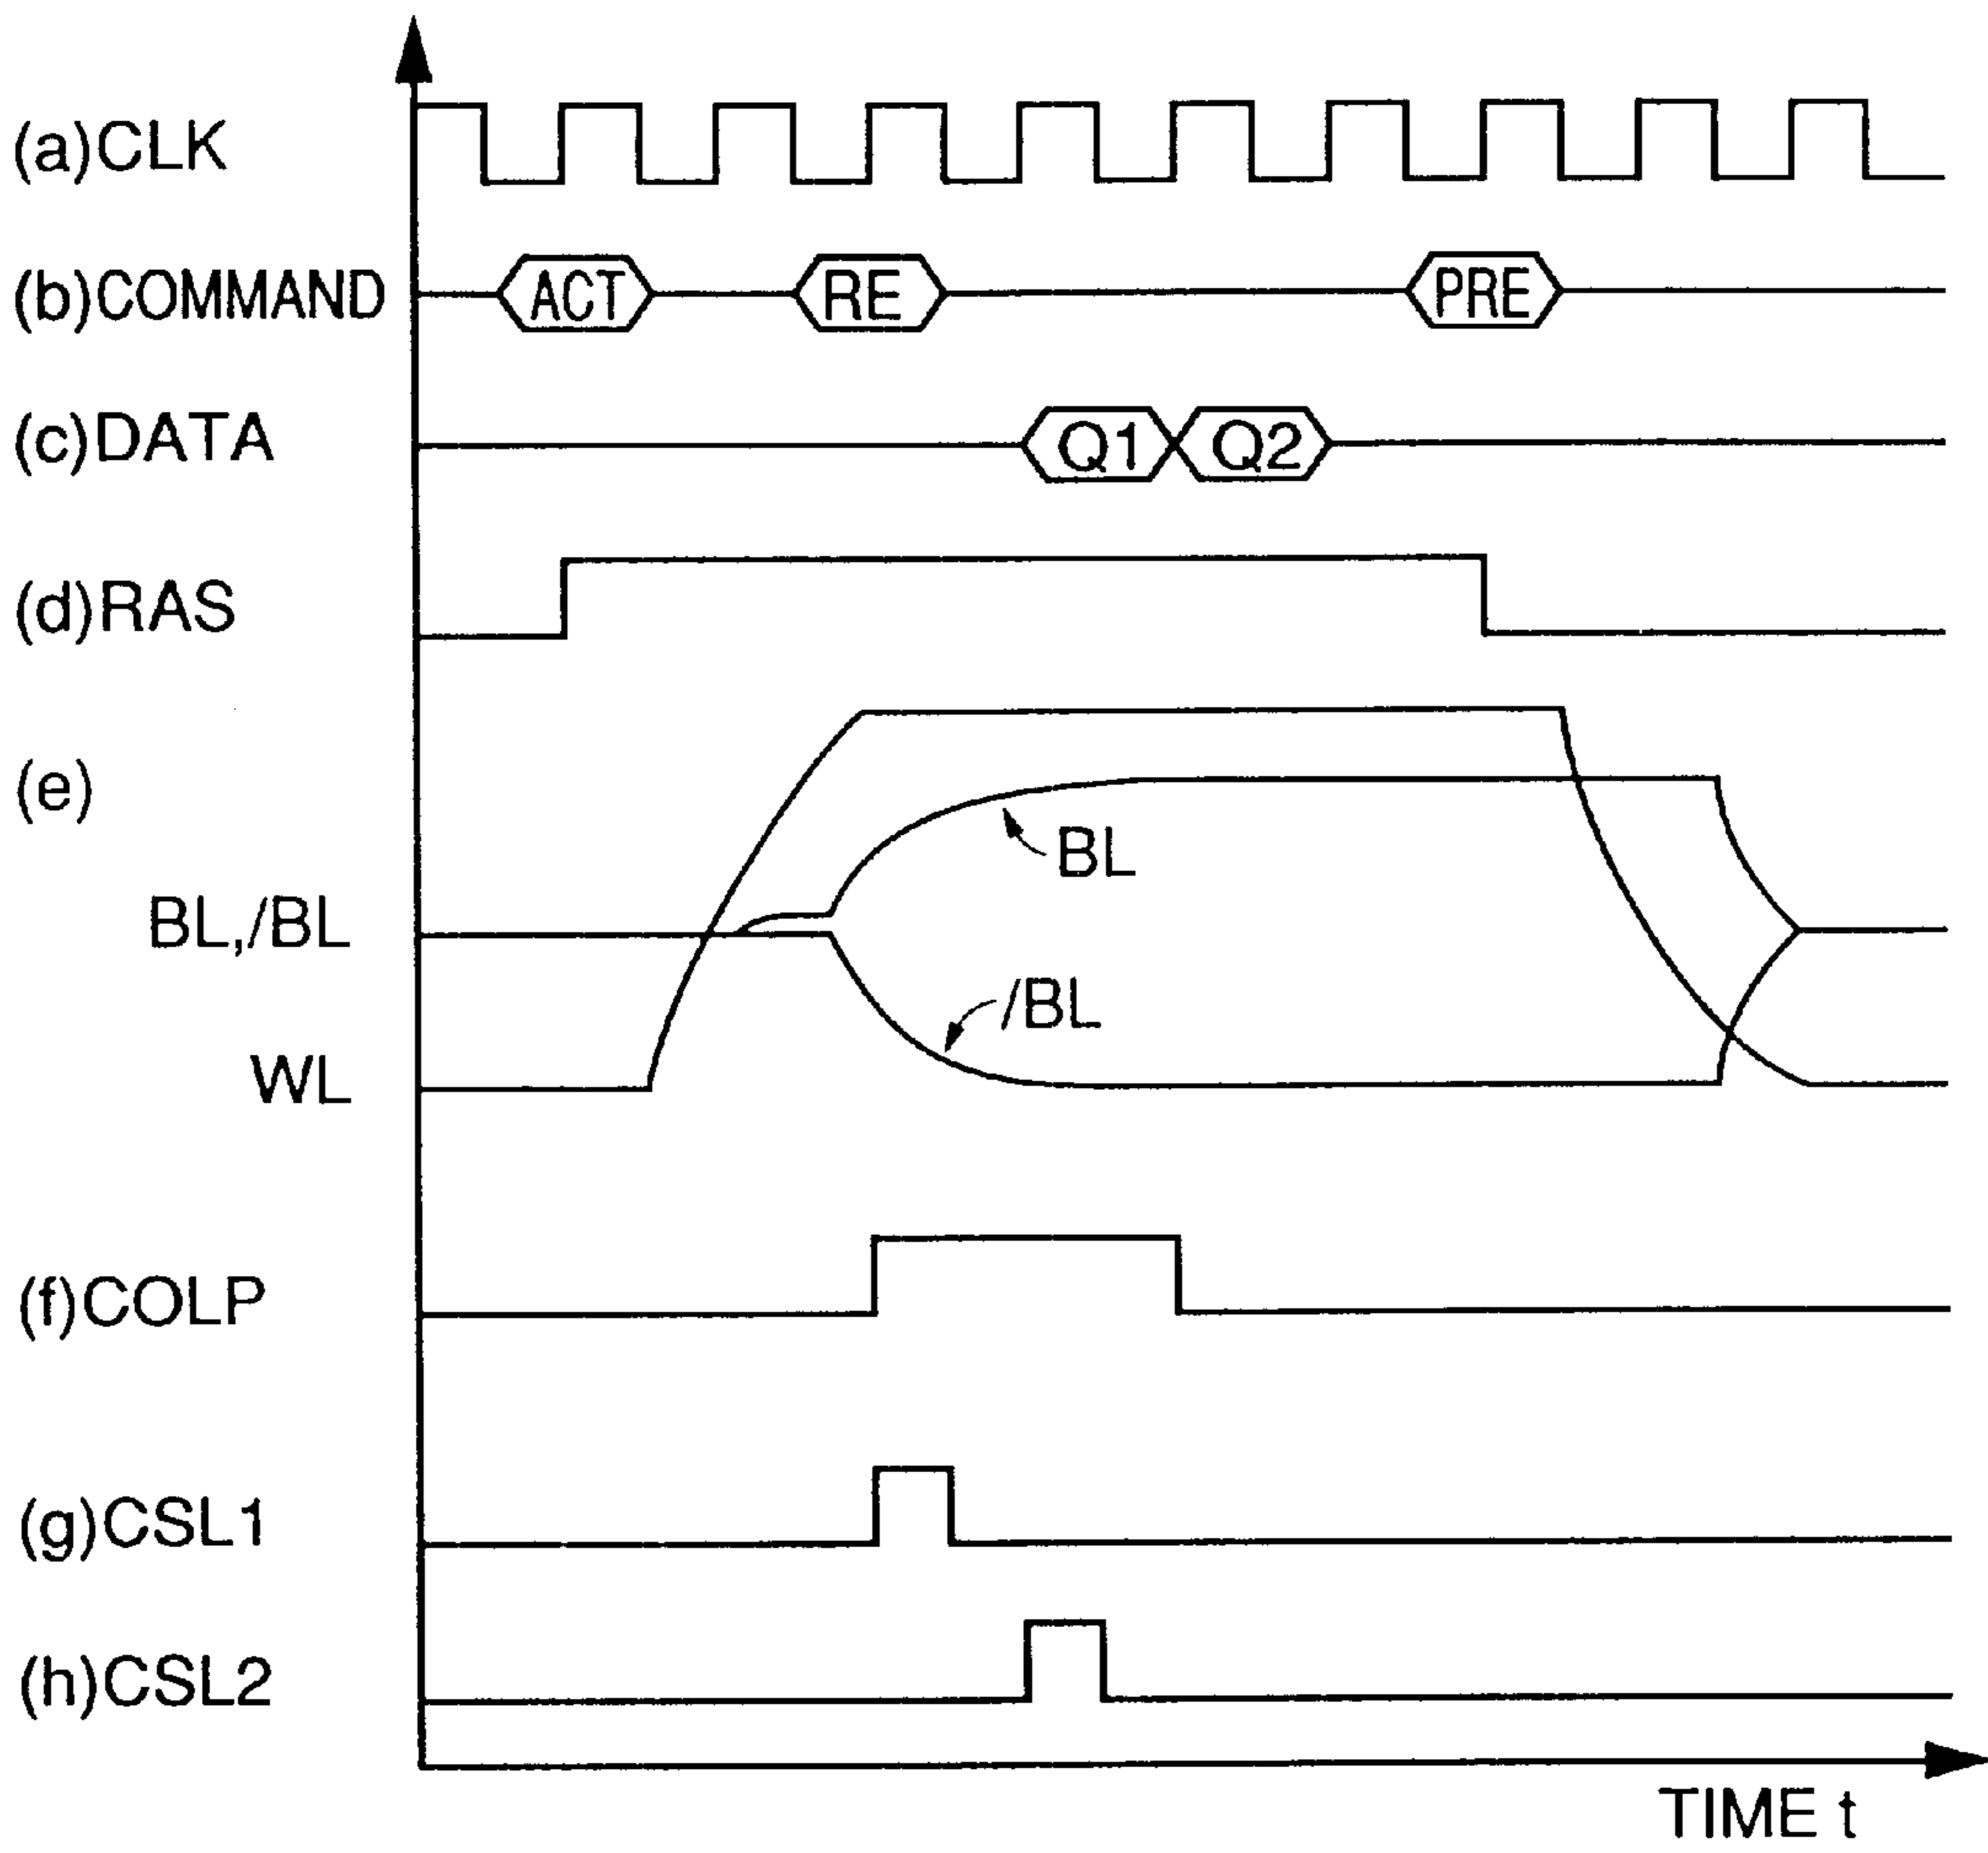 (a)CLK
(b)COMMAND
ACT
RE
PRE
(c)DATA
Q1
Q2
(d)RAS
(e)
BL
BL,/BL
/BL
WL
(f)COLP
(g)CSL1
(h)CSL2
TIME t